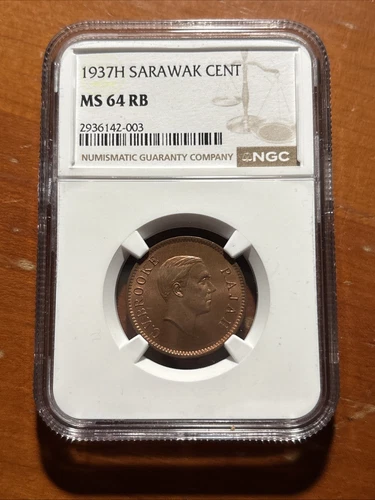 1937H SARAWAK CENT
MS 64 RB
2936142-003
NUMISMATIC GUARANTY COMPANY NGC
C.BROOKE RAJAH